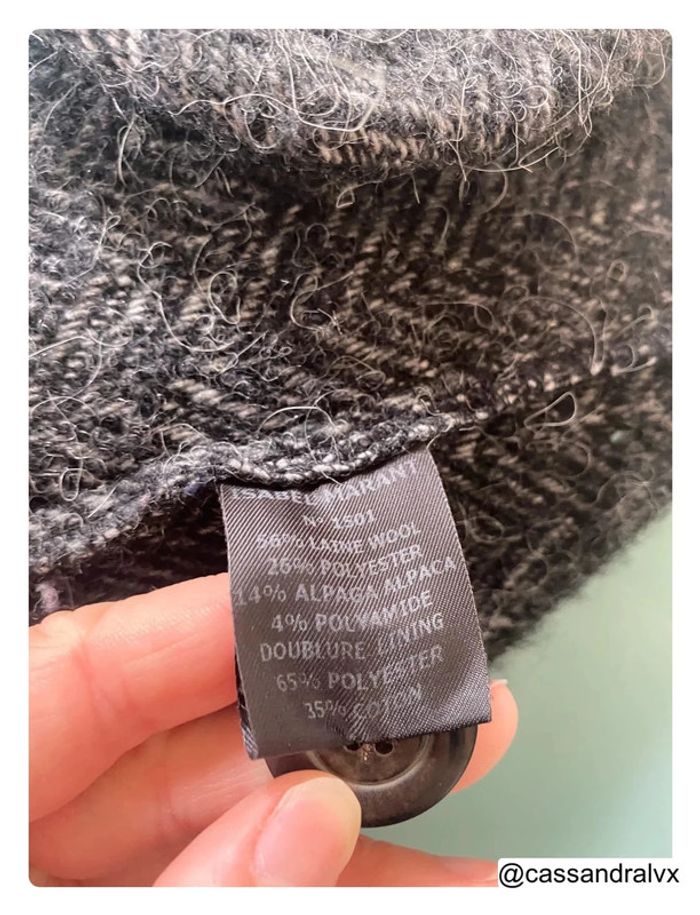 ISABEL MARANT
N° 1501
56% LAINE WOOL
26% POLYESTER
14% ALPAGA ALPACA
4% POLYAMIDE
DOUBLURE LINING
65% POLYESTER
35% COTON
@cassandralvx